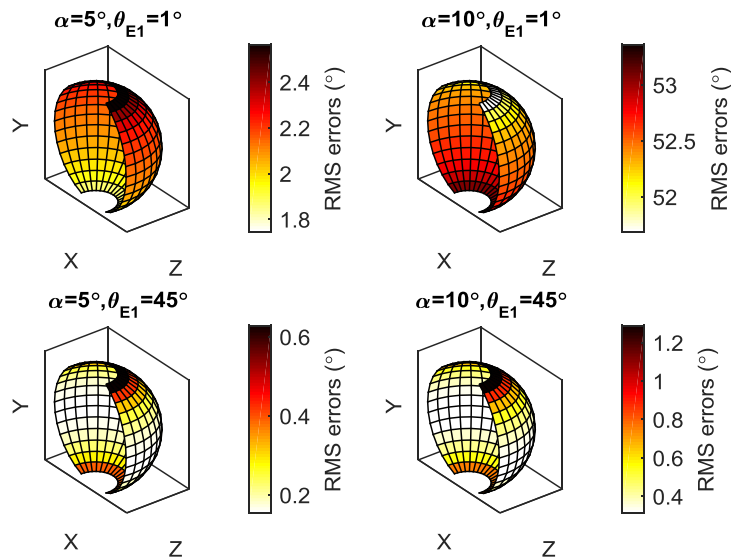 α=5°,θE1=1°
α=10°,θE1=1°
Y
X
Z
2.4
2.2
2
1.8
RMS errors (°)
Y
X
Z
53
52.5
52
RMS errors (°)
α=5°,θE1=45°
α=10°,θE1=45°
Y
X
Z
0.6
0.4
0.2
RMS errors (°)
Y
X
Z
1.2
1
0.8
0.6
0.4
RMS errors (°)